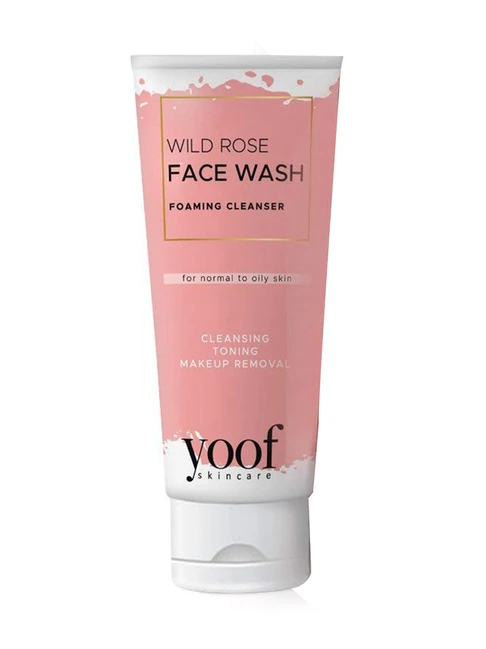 WILD ROSE
FACE WASH
FOAMING CLEANSER
for normal to oily skin
CLEANSING
TONING
MAKEUP REMOVAL
yoof
skincare